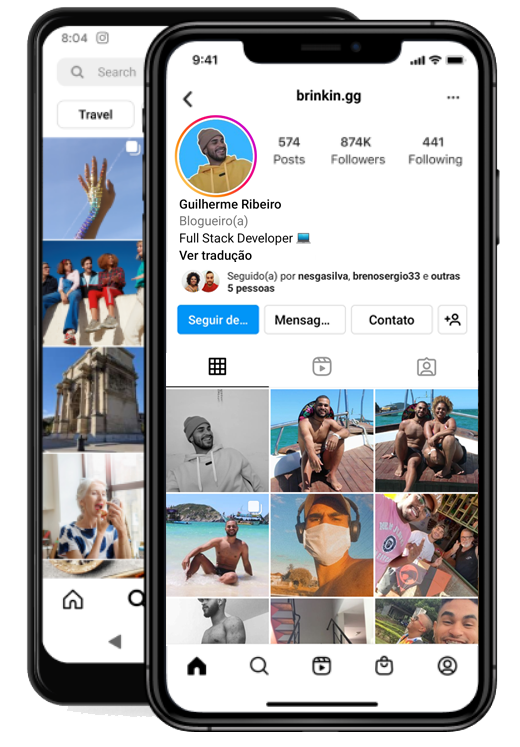 8:04
Search
Travel
9:41
brinkin.gg
574
874K
441
Posts
Followers
Following
Guilherme Ribeiro
Blogueiro(a)
Full Stack Developer 💻
Ver tradução
Seguido(a) por nesgasilva, brenosergio33 e outras
5 pessoas
Seguir de...
Mensag...
Contato